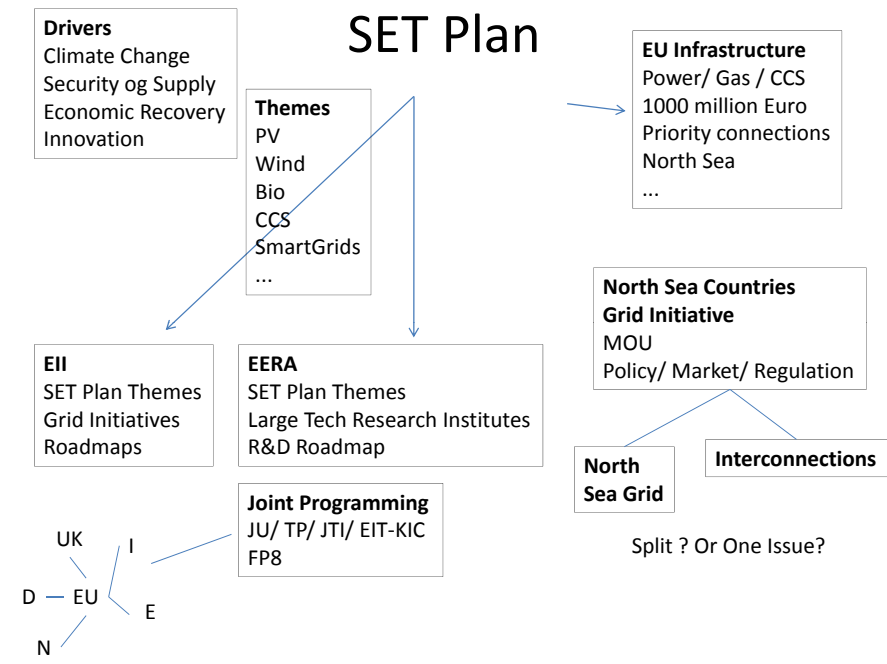 SET Plan
Drivers
Climate Change
Security og Supply
Economic Recovery
Innovation
Themes
PV
Wind
Bio
CCS
SmartGrids
...
EU Infrastructure
Power/ Gas / CCS
1000 million Euro
Priority connections
North Sea
...
North Sea Countries
Grid Initiative
MOU
Policy/ Market/ Regulation
EII
SET Plan Themes
Grid Initiatives
Roadmaps
EERA
SET Plan Themes
Large Tech Research Institutes
R&D Roadmap
North
Sea Grid
Interconnections
Split ? Or One Issue?
Joint Programming
JU/ TP/ JTI/ EIT-KIC
FP8
UK
I
D
EU
E
N